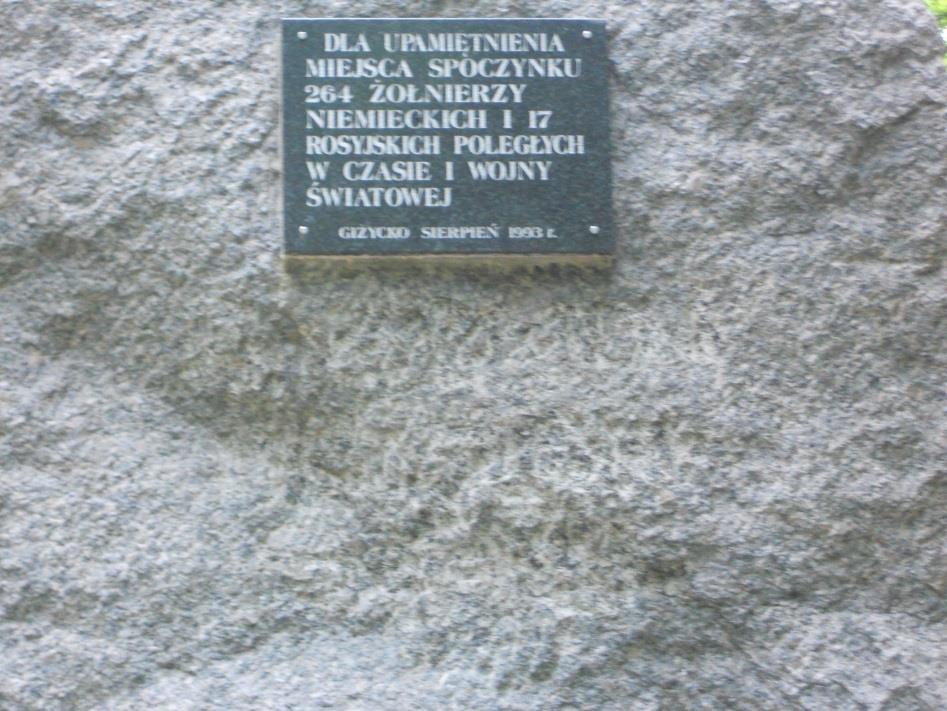 DLA UPAMIĘTNIENIA
MIEJSCA SPOCZYNKU
264 ŻOŁNIERZY
NIEMIECKICH I 17
ROSYJSKICH POLEGŁYCH
W CZASIE I WOJNY
ŚWIATOWEJ
GIŻYCKO SIERPIEŃ 1993 r.